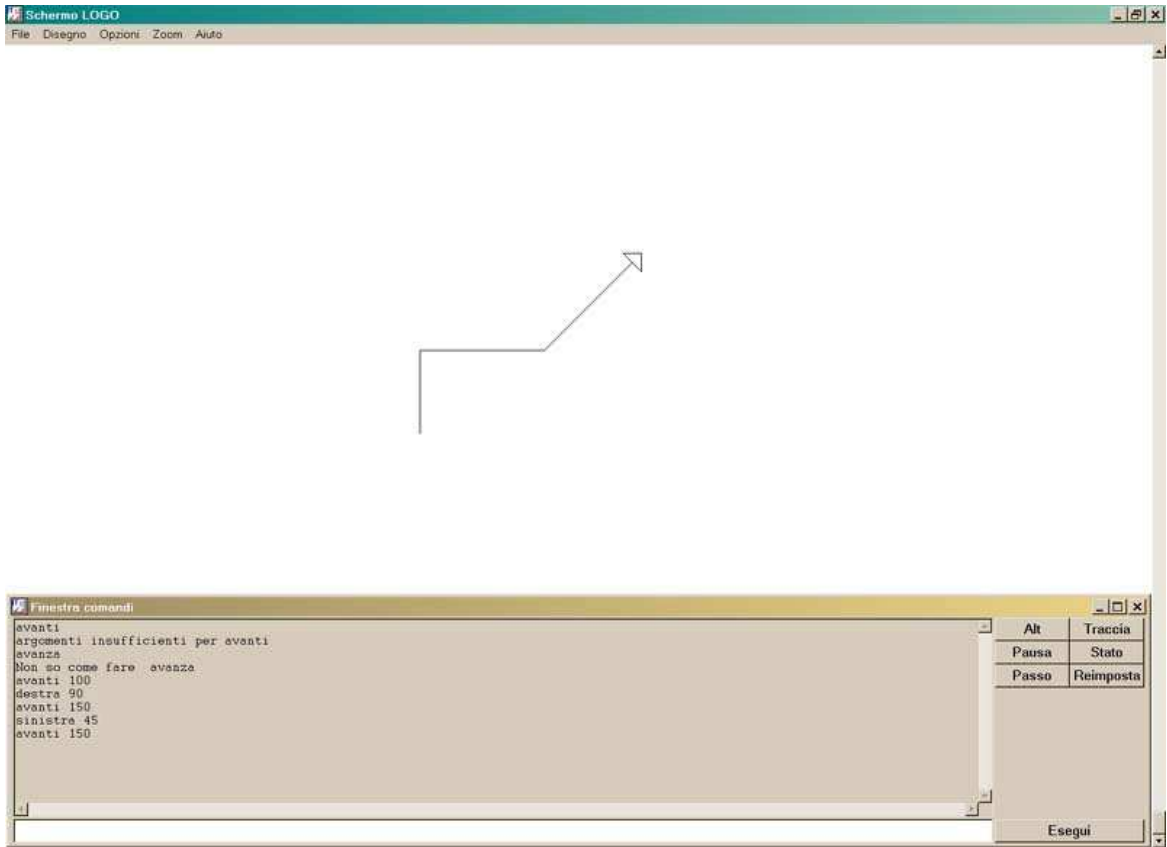 Schermo LOGO
File Disegno Opzioni Zoom Aiuto
Finestra comandi
avanti
argomenti insufficienti per avanti
avanza
Non so come fare  avanza
avanti 100
destra 90
avanti 150
sinistra 45
avanti 150
Alt Traccia
Pausa Stato
Passo Reimposta
Esegui